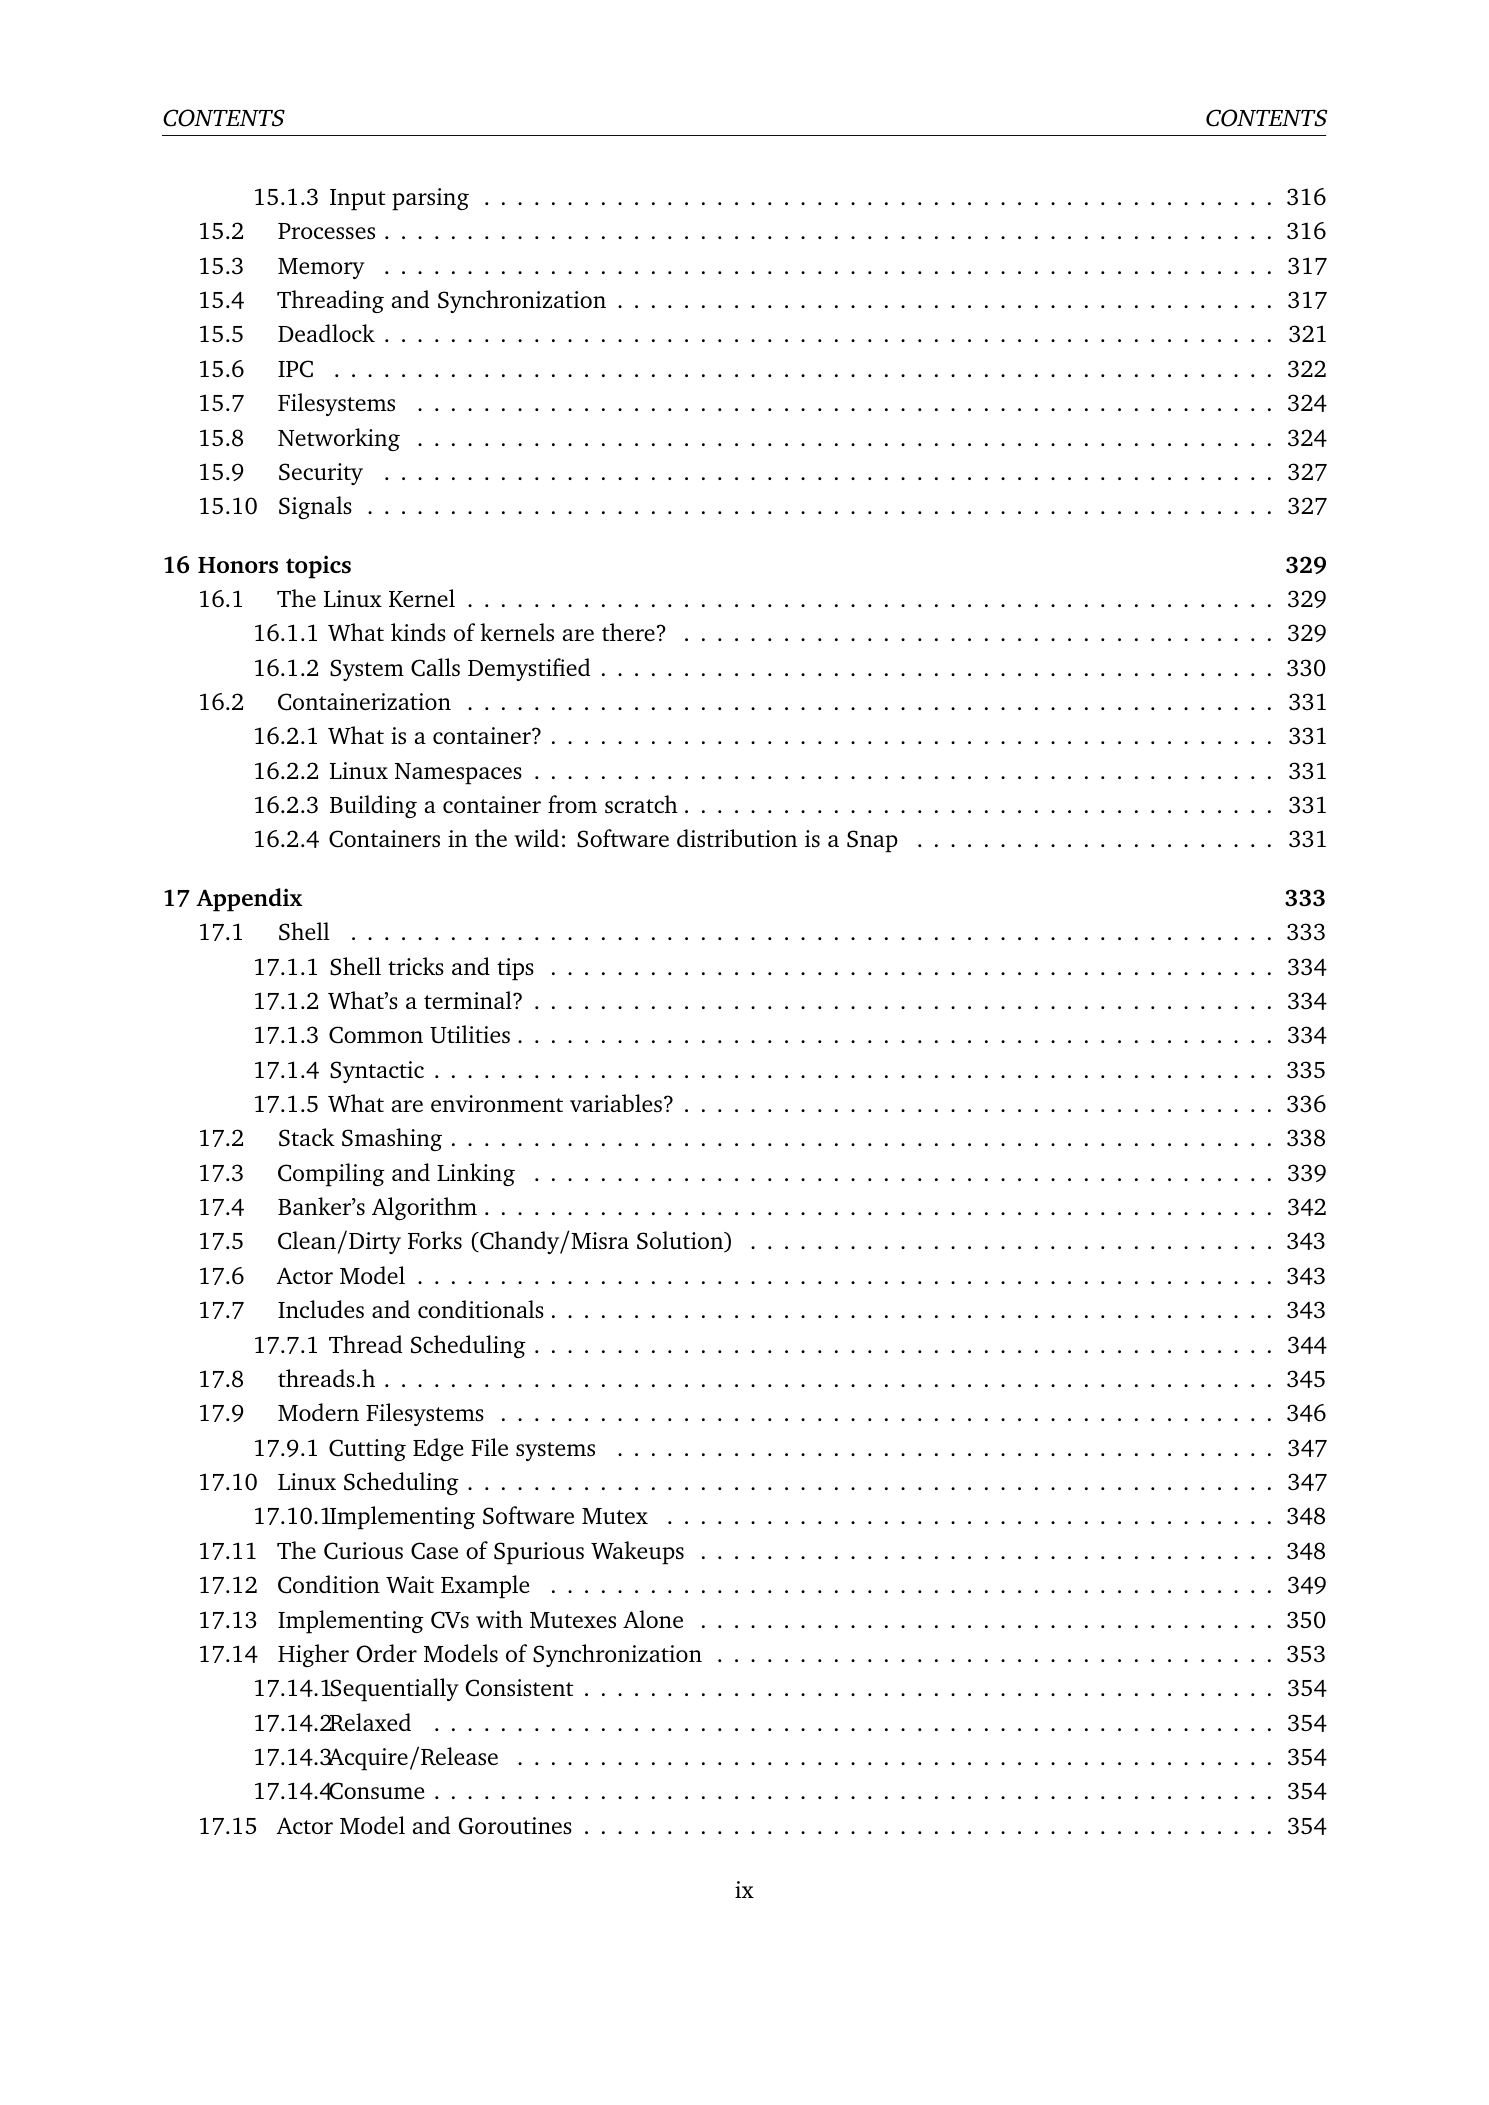 CONTENTS CONTENTS
15.1.3 Input parsing . . . . . . . . . . . . . . . . . . . . 316
15.2 Processes . . . . . . . . . . . . . . . . . . . . 316
15.3 Memory . . . . . . . . . . . . . . . . . . . . 317
15.4 Threading and Synchronization . . . . . . . . . . . . . . . . . . . . 317
15.5 Deadlock . . . . . . . . . . . . . . . . . . . . 321
15.6 IPC . . . . . . . . . . . . . . . . . . . . 322
15.7 Filesystems . . . . . . . . . . . . . . . . . . . . 324
15.8 Networking . . . . . . . . . . . . . . . . . . . . 324
15.9 Security . . . . . . . . . . . . . . . . . . . . 327
15.10 Signals . . . . . . . . . . . . . . . . . . . . 327
16 Honors topics 329
16.1 The Linux Kernel . . . . . . . . . . . . . . . . . . . . 329
16.1.1 What kinds of kernels are there? . . . . . . . . . . . . . . . . . . . . 329
16.1.2 System Calls Demystified . . . . . . . . . . . . . . . . . . . . 330
16.2 Containerization . . . . . . . . . . . . . . . . . . . . 331
16.2.1 What is a container? . . . . . . . . . . . . . . . . . . . . 331
16.2.2 Linux Namespaces . . . . . . . . . . . . . . . . . . . . 331
16.2.3 Building a container from scratch . . . . . . . . . . . . . . . . . . . . 331
16.2.4 Containers in the wild: Software distribution is a Snap . . . . . . . . . . . . . . . . . . . . 331
17 Appendix 333
17.1 Shell . . . . . . . . . . . . . . . . . . . . 333
17.1.1 Shell tricks and tips . . . . . . . . . . . . . . . . . . . . 334
17.1.2 What's a terminal? . . . . . . . . . . . . . . . . . . . . 334
17.1.3 Common Utilities . . . . . . . . . . . . . . . . . . . . 334
17.1.4 Syntactic . . . . . . . . . . . . . . . . . . . . 335
17.1.5 What are environment variables? . . . . . . . . . . . . . . . . . . . . 336
17.2 Stack Smashing . . . . . . . . . . . . . . . . . . . . 338
17.3 Compiling and Linking . . . . . . . . . . . . . . . . . . . . 339
17.4 Banker's Algorithm . . . . . . . . . . . . . . . . . . . . 342
17.5 Clean/Dirty Forks (Chandy/Misra Solution) . . . . . . . . . . . . . . . . . . . . 343
17.6 Actor Model . . . . . . . . . . . . . . . . . . . . 343
17.7 Includes and conditionals . . . . . . . . . . . . . . . . . . . . 343
17.7.1 Thread Scheduling . . . . . . . . . . . . . . . . . . . . 344
17.8 threads.h . . . . . . . . . . . . . . . . . . . . 345
17.9 Modern Filesystems . . . . . . . . . . . . . . . . . . . . 346
17.9.1 Cutting Edge File systems . . . . . . . . . . . . . . . . . . . . 347
17.10 Linux Scheduling . . . . . . . . . . . . . . . . . . . . 347
17.10.1Implementing Software Mutex . . . . . . . . . . . . . . . . . . . . 348
17.11 The Curious Case of Spurious Wakeups . . . . . . . . . . . . . . . . . . . . 348
17.12 Condition Wait Example . . . . . . . . . . . . . . . . . . . . 349
17.13 Implementing CVs with Mutexes Alone . . . . . . . . . . . . . . . . . . . . 350
17.14 Higher Order Models of Synchronization . . . . . . . . . . . . . . . . . . . . 353
17.14.1Sequentially Consistent . . . . . . . . . . . . . . . . . . . . 354
17.14.2Relaxed . . . . . . . . . . . . . . . . . . . . 354
17.14.3Acquire/Release . . . . . . . . . . . . . . . . . . . . 354
17.14.4Consume . . . . . . . . . . . . . . . . . . . . 354
17.15 Actor Model and Goroutines . . . . . . . . . . . . . . . . . . . . 354
ix